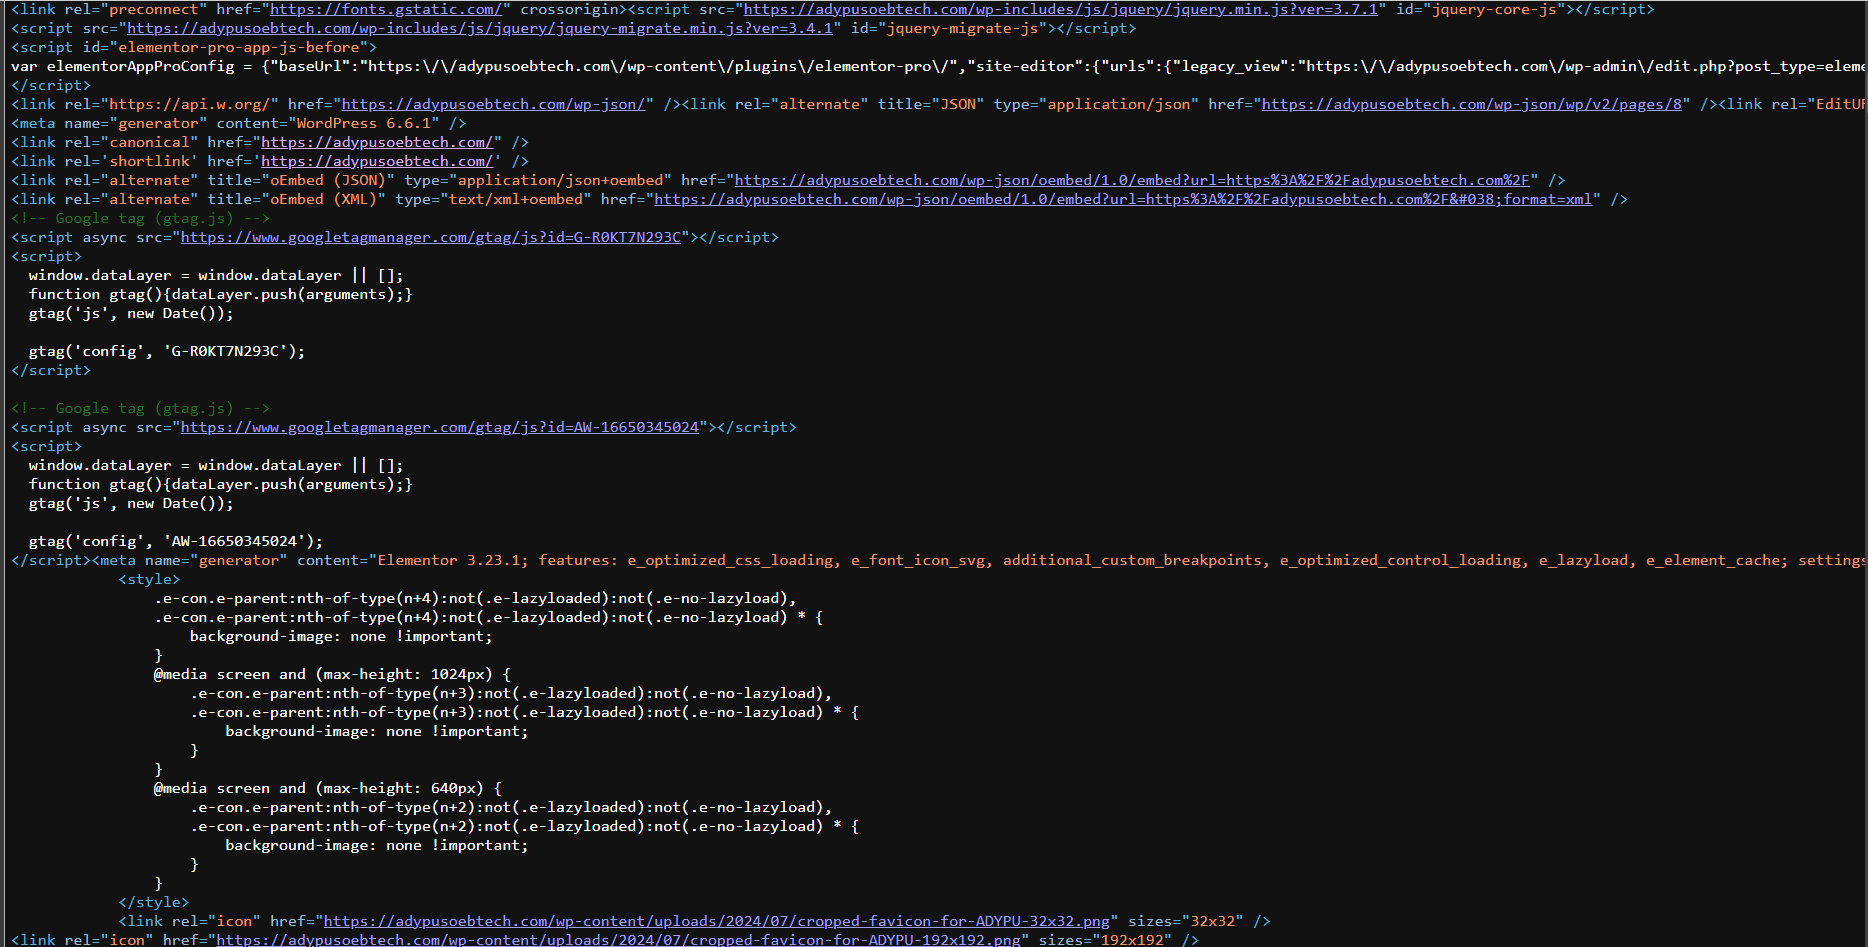 <link rel="preconnect" href="https://fonts.gstatic.com/" crossorigin><script src="https://adypusoebtech.com/wp-includes/js/jquery/jquery.min.js?ver=3.7.1" id="jquery-core-js"></script>
<script src="https://adypusoebtech.com/wp-includes/js/jquery/jquery-migrate.min.js?ver=3.4.1" id="jquery-migrate-js"></script>
<script id="elementor-pro-app-js-before">
var elementorAppProConfig = {"baseUrl":"https:\/\/adypusoebtech.com\/wp-content\/plugins\/elementor-pro\/","site-editor":{"urls":{"legacy_view":"https:\/\/adypusoebtech.com\/wp-admin\/edit.php?post_type=eleme
</script>
<link rel="https://api.w.org/" href="https://adypusoebtech.com/wp-json/" /><link rel="alternate" title="JSON" type="application/json" href="https://adypusoebtech.com/wp-json/wp/v2/pages/8" /><link rel="EditUR
<meta name="generator" content="WordPress 6.6.1" />
<link rel="canonical" href="https://adypusoebtech.com/" />
<link rel='shortlink' href='https://adypusoebtech.com/' />
<link rel="alternate" title="oEmbed (JSON)" type="application/json+oembed" href="https://adypusoebtech.com/wp-json/oembed/1.0/embed?url=https%3A%2F%2Fadypusoebtech.com%2F" />
<link rel="alternate" title="oEmbed (XML)" type="text/xml+oembed" href="https://adypusoebtech.com/wp-json/oembed/1.0/embed?url=https%3A%2F%2Fadypusoebtech.com%2F&#038;format=xml" />
<!-- Google tag (gtag.js) -->
<script async src="https://www.googletagmanager.com/gtag/js?id=G-R0KT7N293C"></script>
<script>
  window.dataLayer = window.dataLayer || [];
  function gtag(){dataLayer.push(arguments);}
  gtag('js', new Date());

  gtag('config', 'G-R0KT7N293C');
</script>

<!-- Google tag (gtag.js) -->
<script async src="https://www.googletagmanager.com/gtag/js?id=AW-16650345024"></script>
<script>
  window.dataLayer = window.dataLayer || [];
  function gtag(){dataLayer.push(arguments);}
  gtag('js', new Date());

  gtag('config', 'AW-16650345024');
</script><meta name="generator" content="Elementor 3.23.1; features: e_optimized_css_loading, e_font_icon_svg, additional_custom_breakpoints, e_optimized_control_loading, e_lazyload, e_element_cache; settings
            <style>
                .e-con.e-parent:nth-of-type(n+4):not(.e-lazyloaded):not(.e-no-lazyload),
                .e-con.e-parent:nth-of-type(n+4):not(.e-lazyloaded):not(.e-no-lazyload) * {
                    background-image: none !important;
                }
                @media screen and (max-height: 1024px) {
                    .e-con.e-parent:nth-of-type(n+3):not(.e-lazyloaded):not(.e-no-lazyload),
                    .e-con.e-parent:nth-of-type(n+3):not(.e-lazyloaded):not(.e-no-lazyload) * {
                        background-image: none !important;
                    }
                }
                @media screen and (max-height: 640px) {
                    .e-con.e-parent:nth-of-type(n+2):not(.e-lazyloaded):not(.e-no-lazyload),
                    .e-con.e-parent:nth-of-type(n+2):not(.e-lazyloaded):not(.e-no-lazyload) * {
                        background-image: none !important;
                    }
                }
            </style>
            <link rel="icon" href="https://adypusoebtech.com/wp-content/uploads/2024/07/cropped-favicon-for-ADYPU-32x32.png" sizes="32x32" />
<link rel="icon" href="https://adypusoebtech.com/wp-content/uploads/2024/07/cropped-favicon-for-ADYPU-192x192.png" sizes="192x192" />